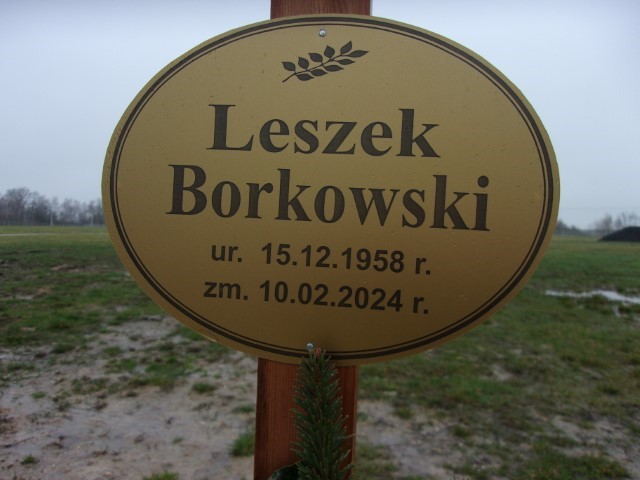 Leszek
Borkowski
ur. 15.12.1958 r.
zm. 10.02.2024 r.